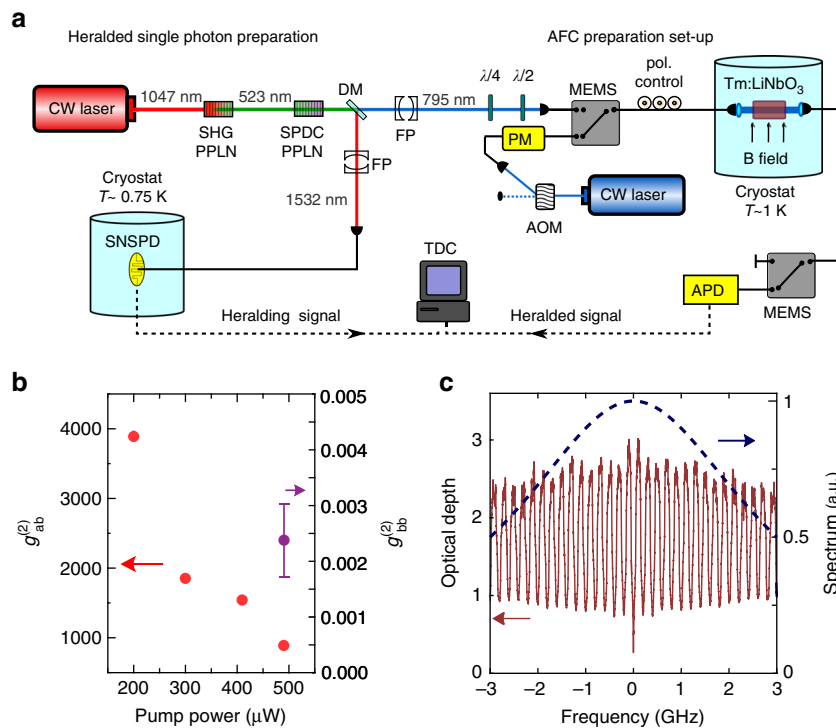 a
Heralded single photon preparation
AFC preparation set-up
CW laser
1047 nm
523 nm
DM
795 nm
λ/4
λ/2
MEMS
pol.
control
Tm:LiNbO3
SHG
PPLN
SPDC
PPLN
FP
FP
PM
B field
1532 nm
Cryostat
T~ 0.75 K
CW laser
Cryostat
T~1 K
AOM
SNSPD
TDC
APD
MEMS
Heralding signal
Heralded signal
b
4000
3000
2000
1000
g(2)ab
0.005
0.004
0.003
0.002
0.001
0.000
g(2)bb
200
300
400
500
Pump power (μW)
c
3
2
1
0
Optical depth
1
0.5
0
Spectrum (a.u.)
–3
–2
–1
0
1
2
3
Frequency (GHz)